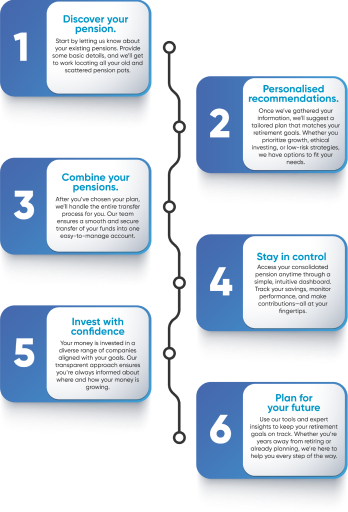 1
Discover your
pension.
Start by letting us know about
your existing pensions. Provide
some basic details, and we'll get
to work locating all your old and
scattered pension pots.
2
Personalised
recommendations.
Once we've gathered your
information, we'll suggest a
tailored plan that matches your
retirement goals. Whether you
prioritize growth, ethical
investing, or low-risk strategies,
we have options to fit your
needs.
3
Combine your
pensions.
After you've chosen your plan,
we'll handle the entire transfer
process for you. Our team
ensures a smooth and secure
transfer of your funds into one
easy-to-manage account.
4
Stay in control
Access your consolidated
pension anytime through a
simple, intuitive dashboard.
Track your savings, monitor
performance, and make
contributions—all at your
fingertips.
5
Invest with
confidence
Your money is invested in a
diverse range of companies
aligned with your goals. Our
transparent approach ensures
you're always informed about
where and how your money is
growing.
6
Plan for
your future
Use our tools and expert
insights to keep your retirement
goals on track. Whether you're
years away from retiring or
already planning, we're here to
help you every step of the way.